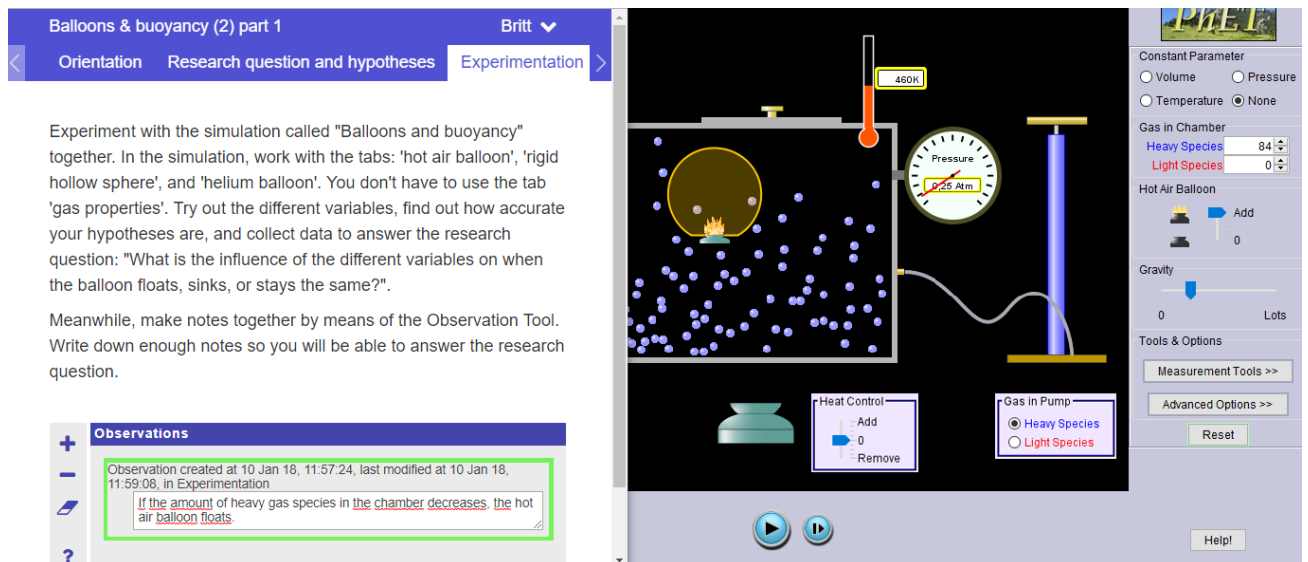 Balloons & buoyancy (2) part 1
Britt
Orientation
Research question and hypotheses
Experimentation
Experiment with the simulation called "Balloons and buoyancy"
together. In the simulation, work with the tabs: 'hot air balloon', 'rigid
hollow sphere', and 'helium balloon'. You don't have to use the tab
'gas properties'. Try out the different variables, find out how accurate
your hypotheses are, and collect data to answer the research
question: "What is the influence of the different variables on when
the balloon floats, sinks, or stays the same?".
Meanwhile, make notes together by means of the Observation Tool.
Write down enough notes so you will be able to answer the research
question.
Observations
Observation created at 10 Jan 18, 11:57:24, last modified at 10 Jan 18,
11:59:08, in Experimentation
If the amount of heavy gas species in the chamber decreases, the hot
air balloon floats.
?
460K
Pressure
0,25 Atm
Heat Control
Add
0
Remove
Gas in Pump
Heavy Species
Light Species
PhET
Constant Parameter
Volume
Pressure
Temperature
None
Gas in Chamber
Heavy Species 84
Light Species 0
Hot Air Balloon
Add
0
Gravity
0 Lots
Tools & Options
Measurement Tools >>
Advanced Options >>
Reset
Help!